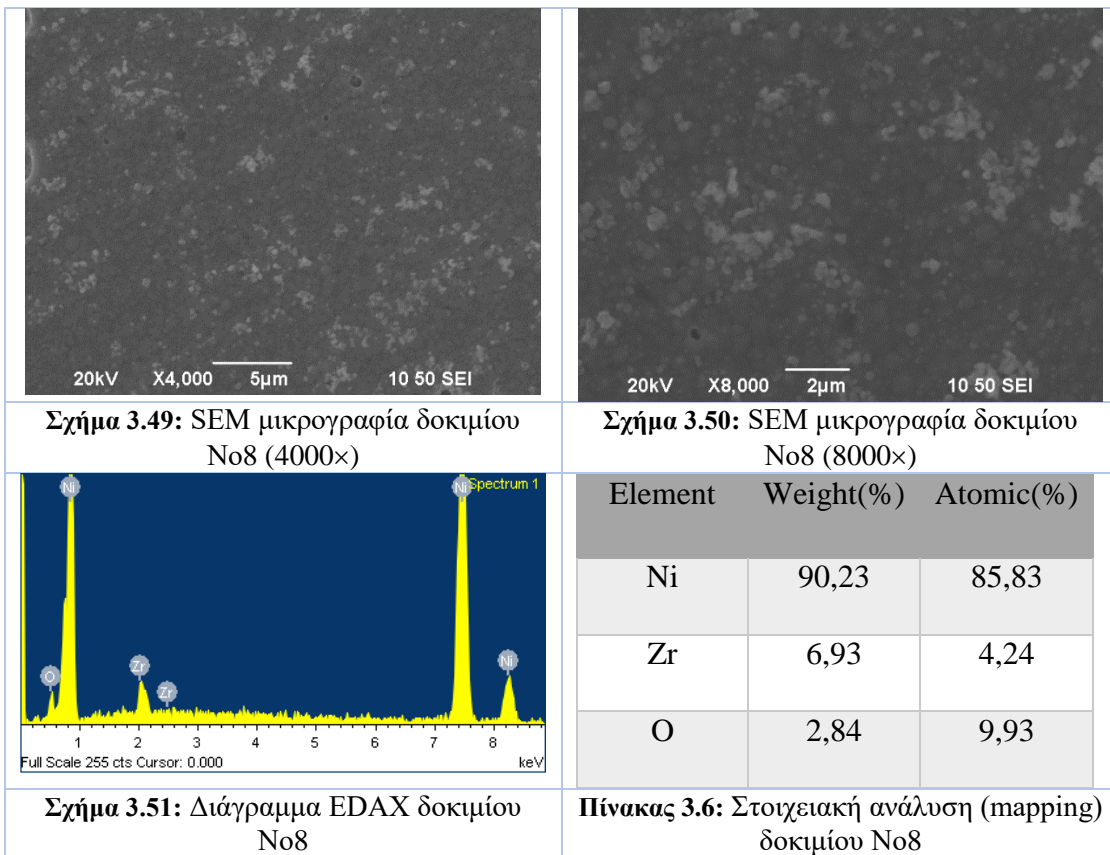 20kV X4,000 5µm 10 50 SEI
20kV X8,000 2µm 10 50 SEI
Σχήμα 3.49: SEM μικρογραφία δοκιμίου
No8 (4000×)
Σχήμα 3.50: SEM μικρογραφία δοκιμίου
No8 (8000×)
Spectrum 1
Ni
Ni
O
Zr
Zr
Ni
1 2 3 4 5 6 7 8
Full Scale 255 cts Cursor: 0.000 keV
Element Weight(%) Atomic(%)
Ni 90,23 85,83
Zr 6,93 4,24
O 2,84 9,93
Σχήμα 3.51: Διάγραμμα EDAX δοκιμίου
No8
Πίνακας 3.6: Στοιχειακή ανάλυση (mapping)
δοκιμίου No8